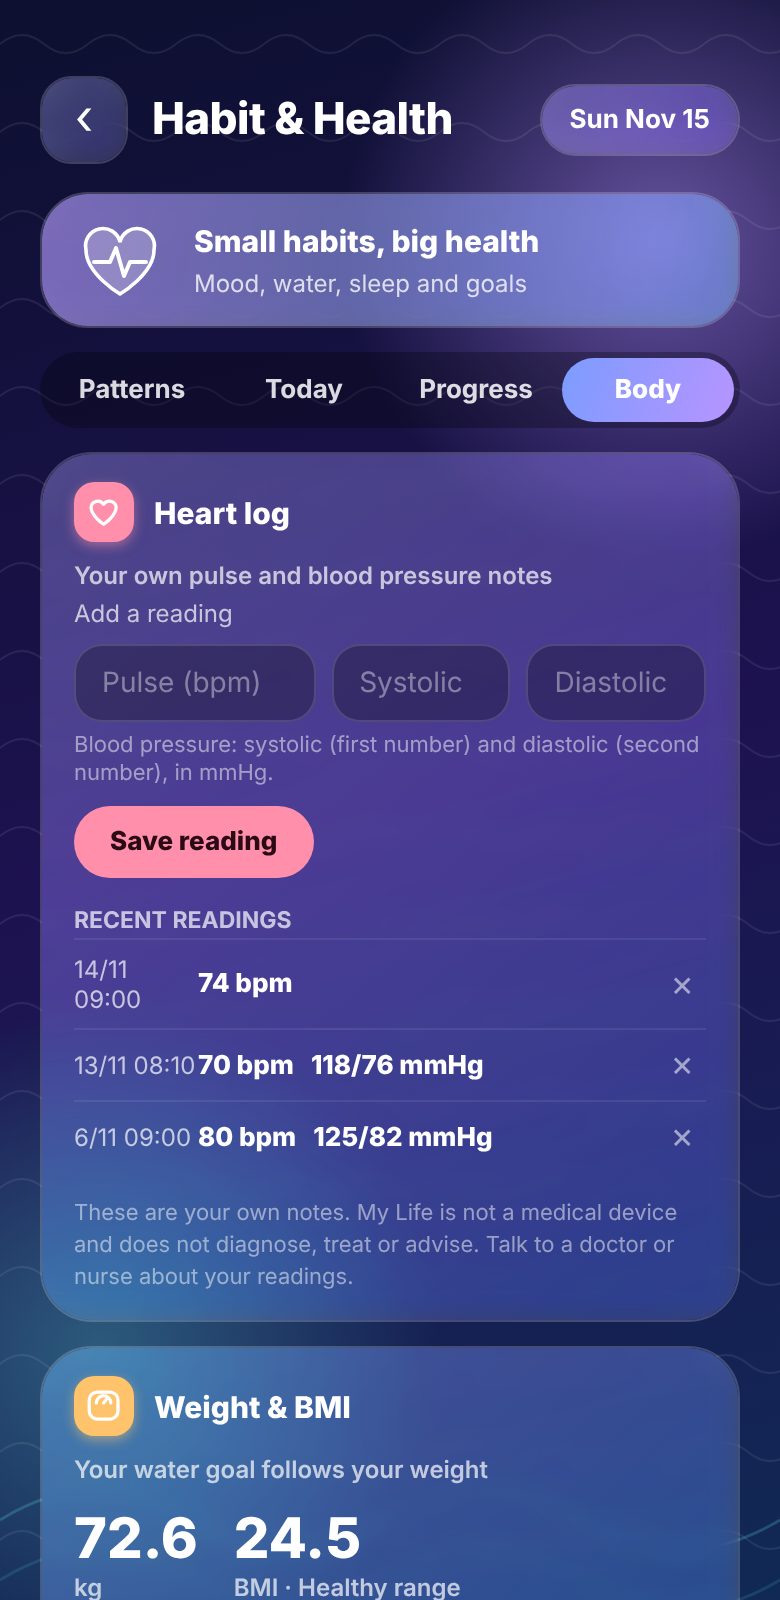 Habit & Health
Sun Nov 15
Small habits, big health
Mood, water, sleep and goals
Patterns Today Progress Body
Heart log
Your own pulse and blood pressure notes
Add a reading
Pulse (bpm) Systolic Diastolic
Blood pressure: systolic (first number) and diastolic (second
number), in mmHg.
Save reading
RECENT READINGS
14/11
09:00
74 bpm
13/11 08:10 70 bpm 118/76 mmHg
6/11 09:00 80 bpm 125/82 mmHg
These are your own notes. My Life is not a medical device
and does not diagnose, treat or advise. Talk to a doctor or
nurse about your readings.
Weight & BMI
Your water goal follows your weight
72.6 24.5
kg BMI · Healthy range